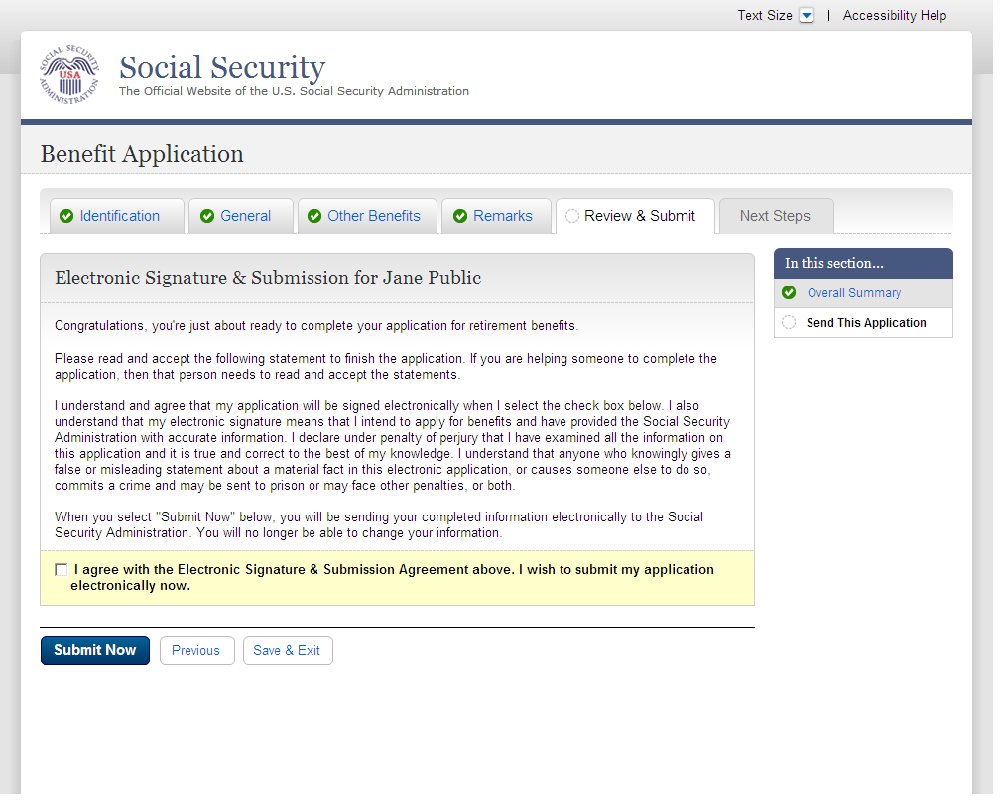 Text Size | Accessibility Help
SOCIAL SECURITY ADMINISTRATION
USA
Social Security
The Official Website of the U.S. Social Security Administration
Benefit Application
Identification
General
Other Benefits
Remarks
Review & Submit
Next Steps
Electronic Signature & Submission for Jane Public
Congratulations, you're just about ready to complete your application for retirement benefits.
Please read and accept the following statement to finish the application. If you are helping someone to complete the
application, then that person needs to read and accept the statements.
I understand and agree that my application will be signed electronically when I select the check box below. I also
understand that my electronic signature means that I intend to apply for benefits and have provided the Social Security
Administration with accurate information. I declare under penalty of perjury that I have examined all the information on
this application and it is true and correct to the best of my knowledge. I understand that anyone who knowingly gives a
false or misleading statement about a material fact in this electronic application, or causes someone else to do so,
commits a crime and may be sent to prison or may face other penalties, or both.
When you select "Submit Now" below, you will be sending your completed information electronically to the Social
Security Administration. You will no longer be able to change your information.
I agree with the Electronic Signature & Submission Agreement above. I wish to submit my application
electronically now.
Submit Now
Previous
Save & Exit
In this section...
Overall Summary
Send This Application